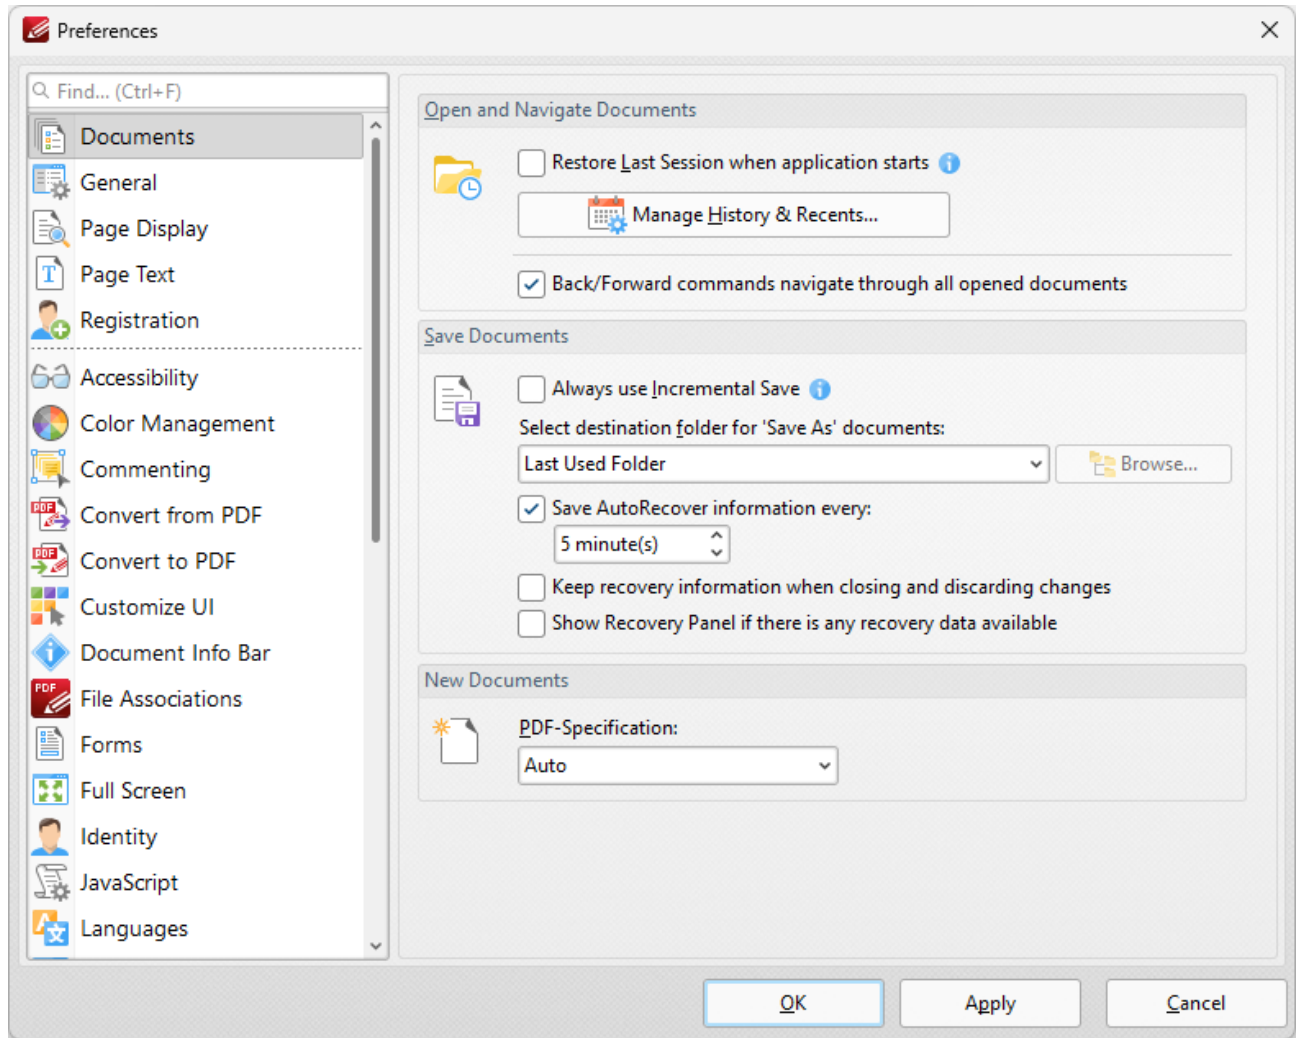 Preferences
Find... (Ctrl+F)
Documents
General
Page Display
Page Text
Registration
Accessibility
Color Management
Commenting
Convert from PDF
Convert to PDF
Customize UI
Document Info Bar
File Associations
Forms
Full Screen
Identity
JavaScript
Languages
Open and Navigate Documents
Restore Last Session when application starts
Manage History & Recents...
Back/Forward commands navigate through all opened documents
Save Documents
Always use Incremental Save
Select destination folder for 'Save As' documents:
Last Used Folder
Browse...
Save AutoRecover information every:
5 minute(s)
Keep recovery information when closing and discarding changes
Show Recovery Panel if there is any recovery data available
New Documents
PDF-Specification:
Auto
OK
Apply
Cancel